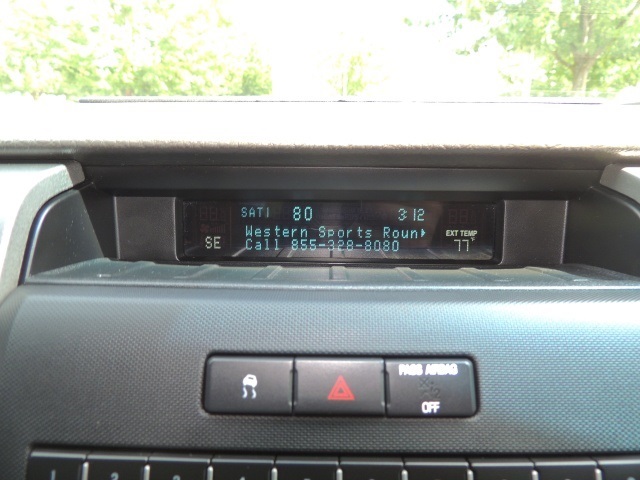 SAT1 80 3:12
Western Sports Roun
SE
EXT TEMP
Call 855-328-8080
77°F
PASS AIRBAG
OFF